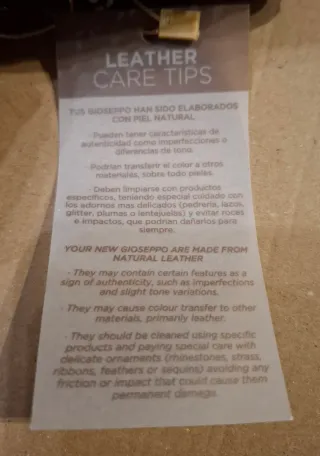 LEATHER
CARE TIPS
TUS GIOSEPPO HAN SIDO ELABORADOS
CON PIEL NATURAL
· Pueden tener características de
autenticidad como imperfecciones o
diferencias de tono.
· Podrían transferir el color a otros
materiales, sobre todo pieles.
· Deben limpiarse con productos
específicos, teniendo especial cuidado con
los adornos mas delicados (pedrería, lazos,
glitter, plumas o lentejuelas) y evitar roces
e impactos, que podrían dañarlos para
siempre.
YOUR NEW GIOSEPPO ARE MADE FROM
NATURAL LEATHER
· They may contain certain features as a
sign of authenticity, such as imperfections
and slight tone variations.
· They may cause colour transfer to other
materials, primarily leather.
· They should be cleaned using specific
products and paying special care with
delicate ornaments (rhinestones, strass,
ribbons, feathers or sequins) avoiding any
friction or impact that could cause them
permanent damage.